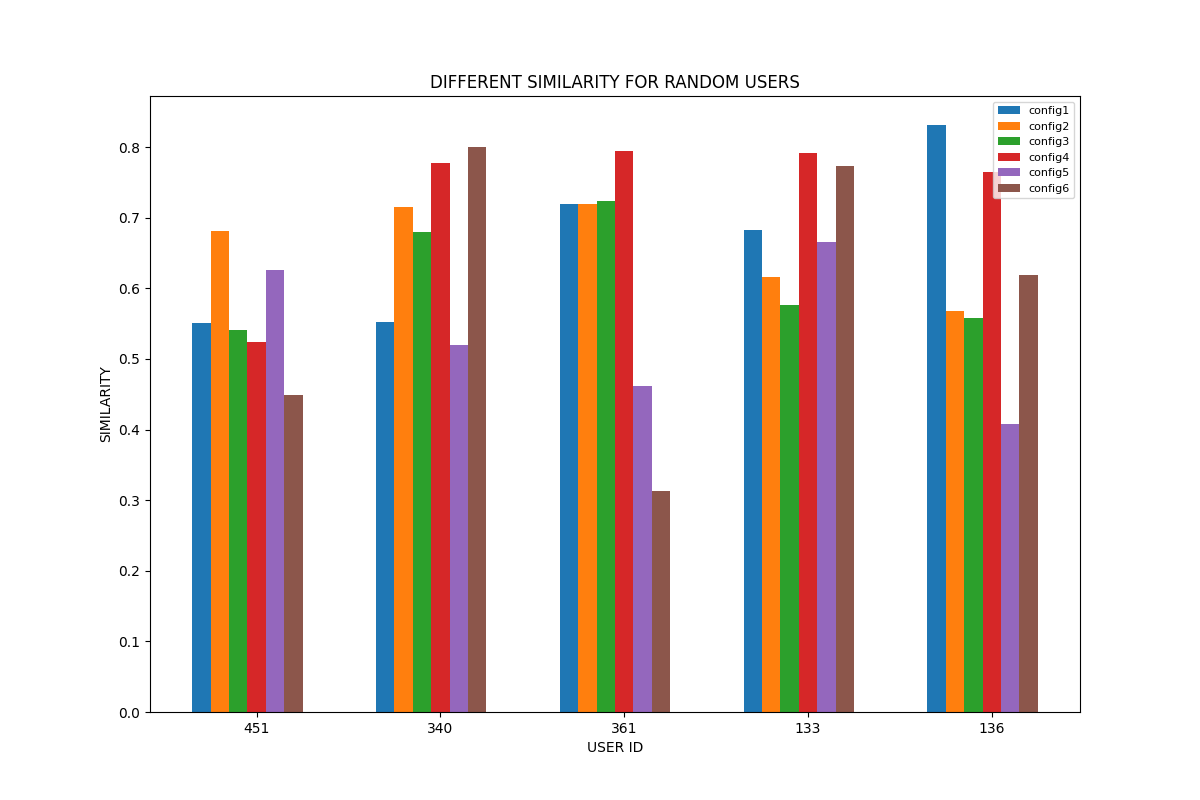 DIFFERENT SIMILARITY FOR RANDOM USERS
config1
config2
config3
config4
config5
config6
0.8
0.7
0.6
0.5
0.4
0.3
0.2
0.1
0.0
SIMILARITY
451 340 361 133 136
USER ID